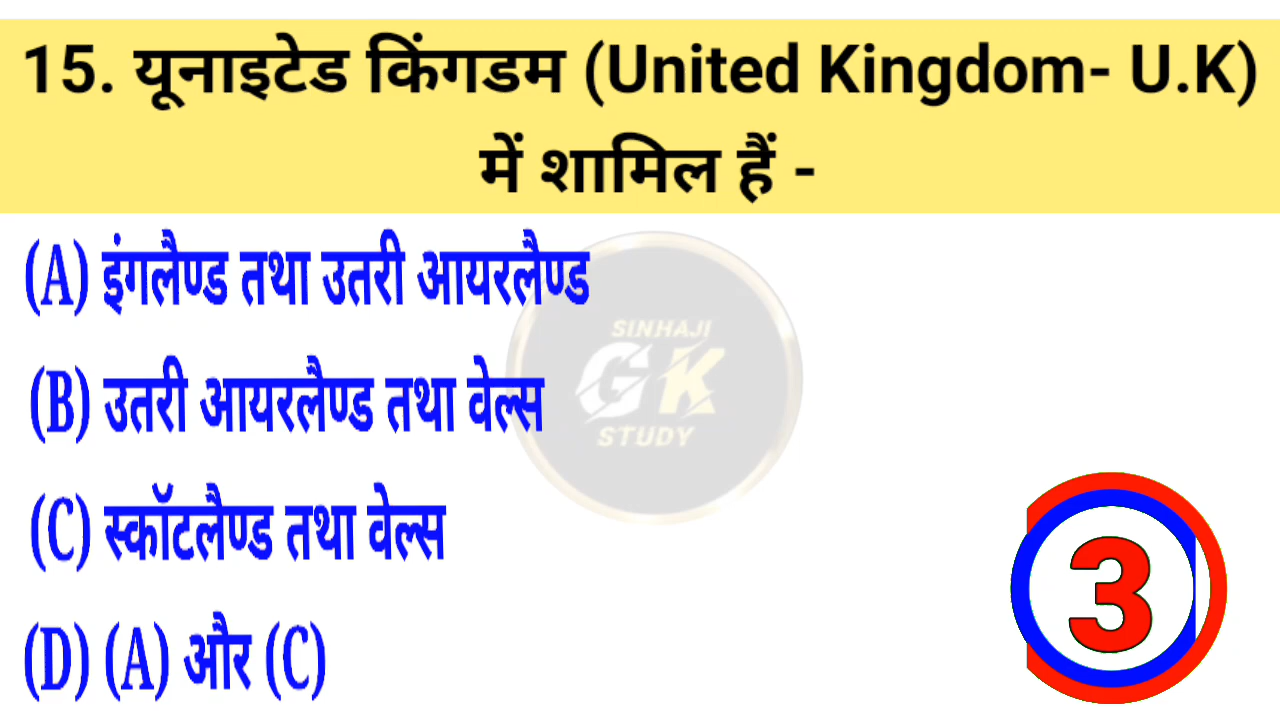 15. यूनाइटेड किंगडम (United Kingdom- U.K)
में शामिल हैं -
(A) इंगलैण्ड तथा उतरी आयरलैण्ड
SINHAJI
GK
STUDY
(B) उतरी आयरलैण्ड तथा वेल्स
(C) स्कॉटलैण्ड तथा वेल्स
(D) (A) और (C)
3